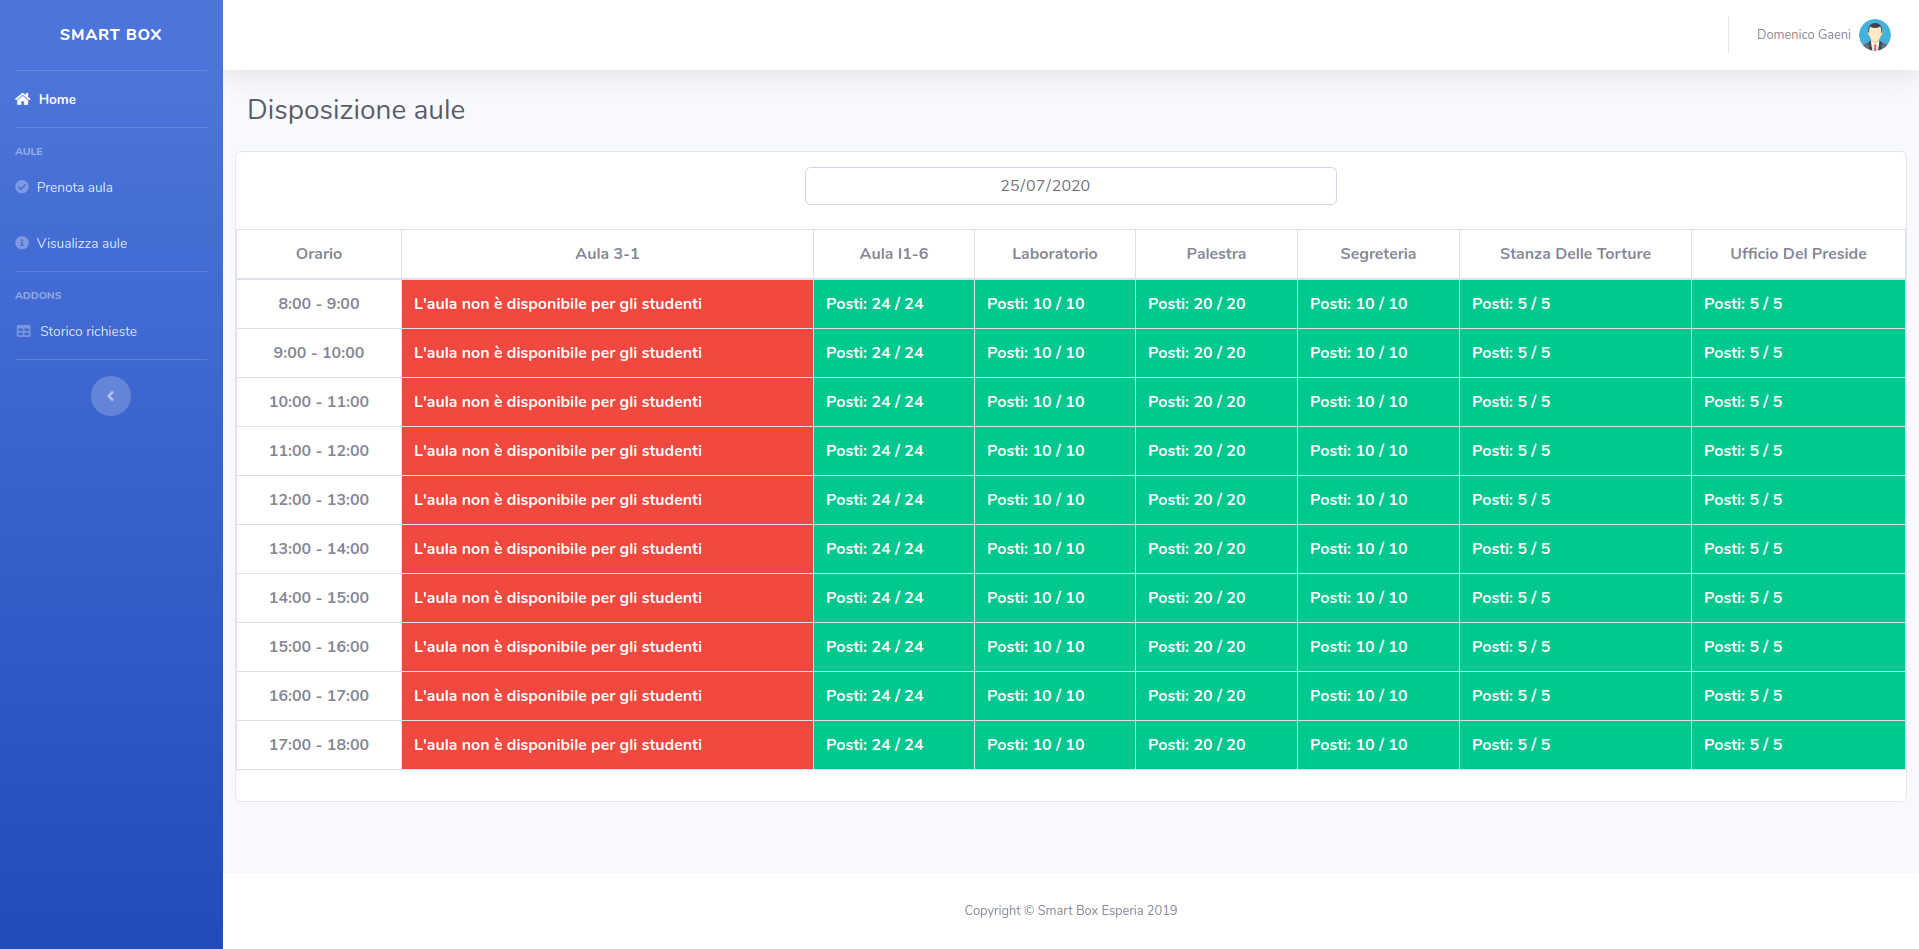 SMART BOX
Domenico Gaeni
Home
AULE
Prenota aula
Visualizza aule
ADDONS
Storico richieste
Disposizione aule
25/07/2020
Orario Aula 3-1 Aula I1-6 Laboratorio Palestra Segreteria Stanza Delle Torture Ufficio Del Preside
8:00 - 9:00 L'aula non è disponibile per gli studenti Posti: 24 / 24 Posti: 10 / 10 Posti: 20 / 20 Posti: 10 / 10 Posti: 5 / 5 Posti: 5 / 5
9:00 - 10:00 L'aula non è disponibile per gli studenti Posti: 24 / 24 Posti: 10 / 10 Posti: 20 / 20 Posti: 10 / 10 Posti: 5 / 5 Posti: 5 / 5
10:00 - 11:00 L'aula non è disponibile per gli studenti Posti: 24 / 24 Posti: 10 / 10 Posti: 20 / 20 Posti: 10 / 10 Posti: 5 / 5 Posti: 5 / 5
11:00 - 12:00 L'aula non è disponibile per gli studenti Posti: 24 / 24 Posti: 10 / 10 Posti: 20 / 20 Posti: 10 / 10 Posti: 5 / 5 Posti: 5 / 5
12:00 - 13:00 L'aula non è disponibile per gli studenti Posti: 24 / 24 Posti: 10 / 10 Posti: 20 / 20 Posti: 10 / 10 Posti: 5 / 5 Posti: 5 / 5
13:00 - 14:00 L'aula non è disponibile per gli studenti Posti: 24 / 24 Posti: 10 / 10 Posti: 20 / 20 Posti: 10 / 10 Posti: 5 / 5 Posti: 5 / 5
14:00 - 15:00 L'aula non è disponibile per gli studenti Posti: 24 / 24 Posti: 10 / 10 Posti: 20 / 20 Posti: 10 / 10 Posti: 5 / 5 Posti: 5 / 5
15:00 - 16:00 L'aula non è disponibile per gli studenti Posti: 24 / 24 Posti: 10 / 10 Posti: 20 / 20 Posti: 10 / 10 Posti: 5 / 5 Posti: 5 / 5
16:00 - 17:00 L'aula non è disponibile per gli studenti Posti: 24 / 24 Posti: 10 / 10 Posti: 20 / 20 Posti: 10 / 10 Posti: 5 / 5 Posti: 5 / 5
17:00 - 18:00 L'aula non è disponibile per gli studenti Posti: 24 / 24 Posti: 10 / 10 Posti: 20 / 20 Posti: 10 / 10 Posti: 5 / 5 Posti: 5 / 5
Copyright © Smart Box Esperia 2019